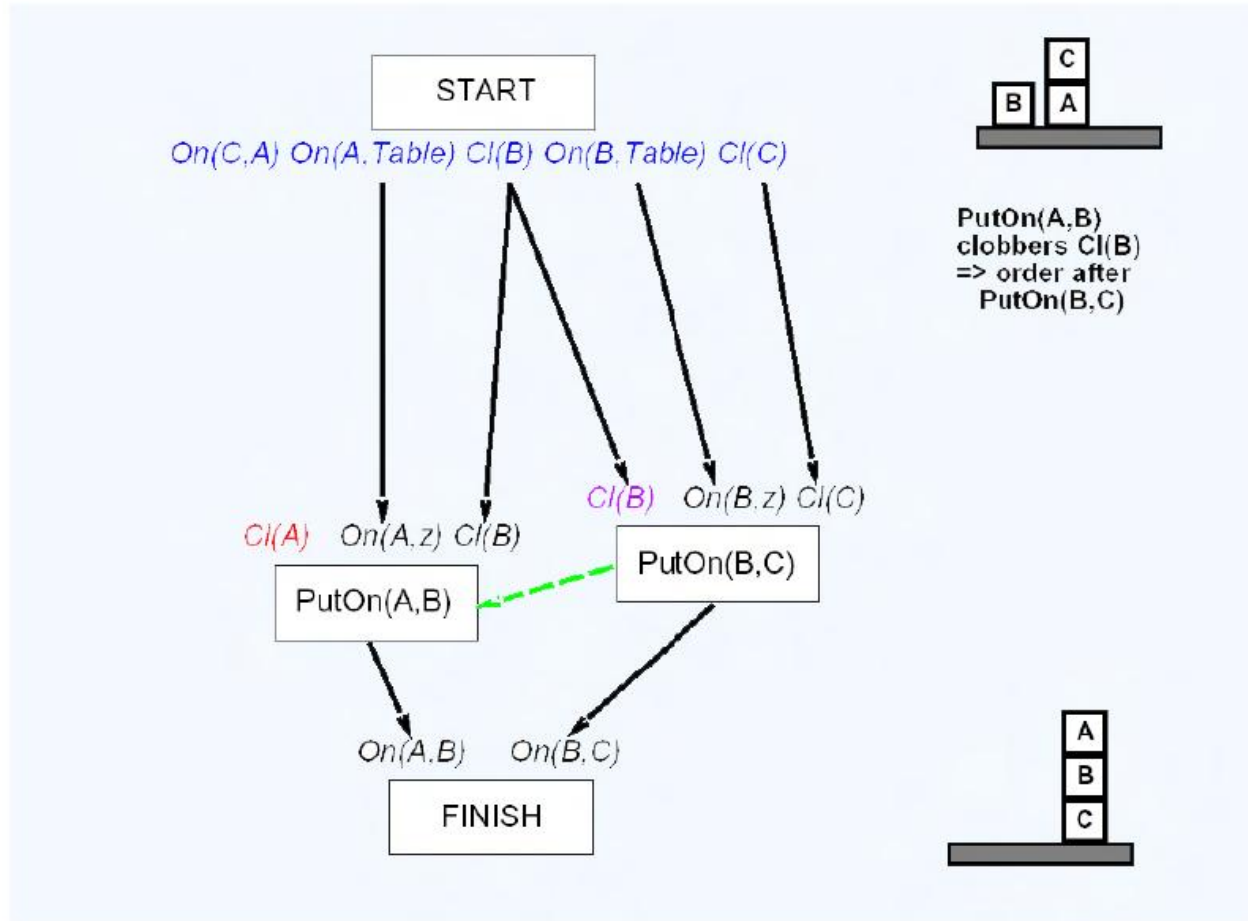 START
On(C,A) On(A,Table) Cl(B) On(B,Table) Cl(C)
C
B A
PutOn(A,B)
clobbers Cl(B)
=> order after
PutOn(B,C)
Cl(B) On(B,z) Cl(C)
Cl(A) On(A,z) Cl(B)
PutOn(B,C)
PutOn(A,B)
On(A,B) On(B,C)
FINISH
A
B
C